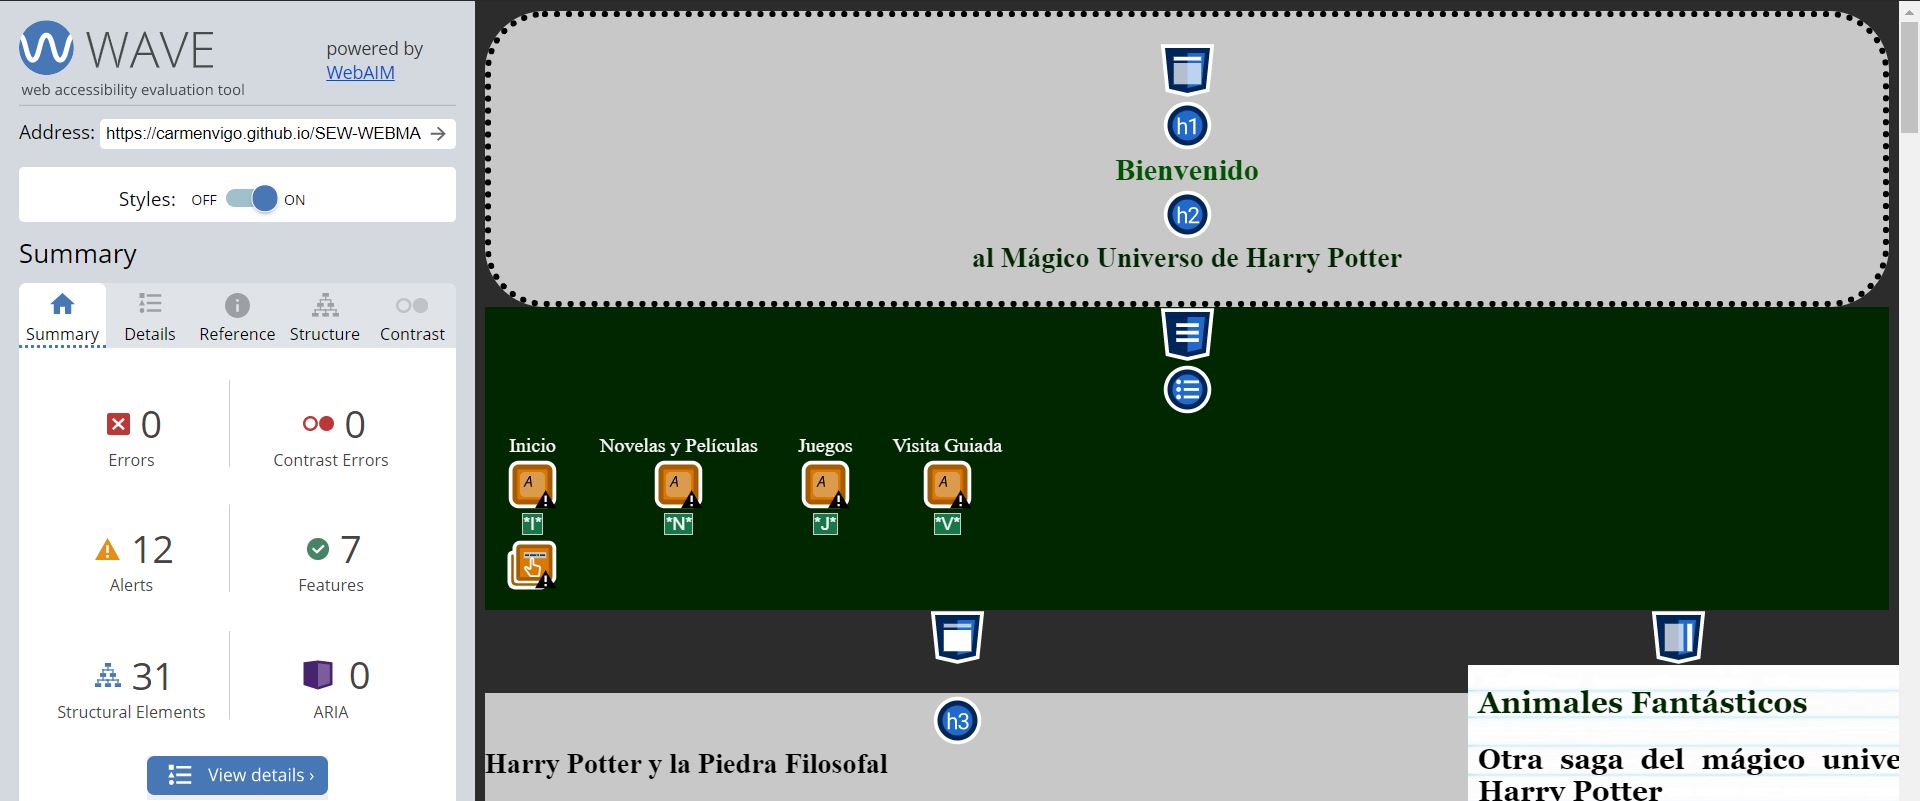 WAVE
powered by
WebAIM
web accessibility evaluation tool
Address: https://carmenvigo.github.io/SEW-WEBMA
Styles: OFF ON
Summary
Summary Details Reference Structure Contrast
0
Errors
0
Contrast Errors
12
Alerts
7
Features
31
Structural Elements
0
ARIA
View details ›
h1
Bienvenido
h2
al Mágico Universo de Harry Potter
Inicio Novelas y Películas Juegos Visita Guiada
A A A A
*I* *N* *J* *V*
h3
Harry Potter y la Piedra Filosofal
Animales Fantásticos
Otra saga del mágico unive
Harry Potter